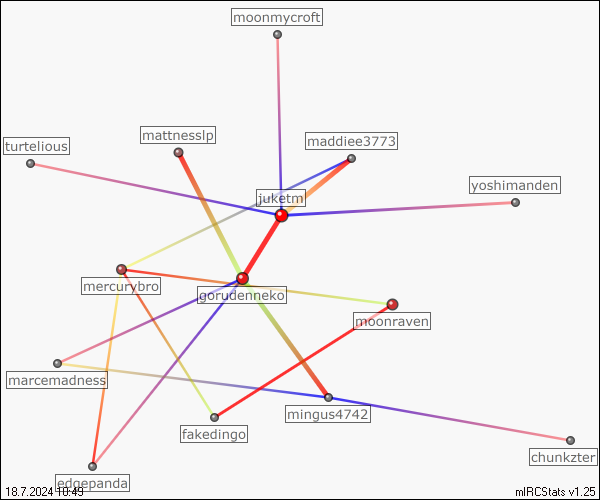 moonmycroft
mattnesslp
maddiee3773
turtelious
yoshimanden
juketm
mercurybro
gorudenneko
moonraven
marcemadness
mingus4742
fakedingo
chunkzter
edgepanda
18.7.2024 10:49
mIRCStats v1.25